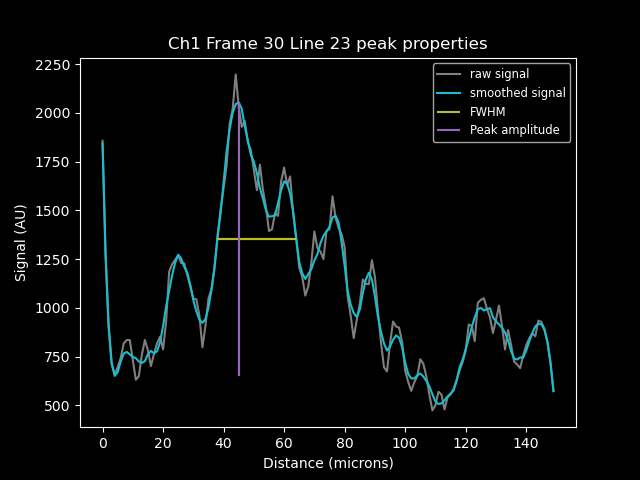 Ch1 Frame 30 Line 23 peak properties
raw signal
smoothed signal
FWHM
Peak amplitude
Signal (AU)
2250
2000
1750
1500
1250
1000
750
500
0 20 40 60 80 100 120 140
Distance (microns)